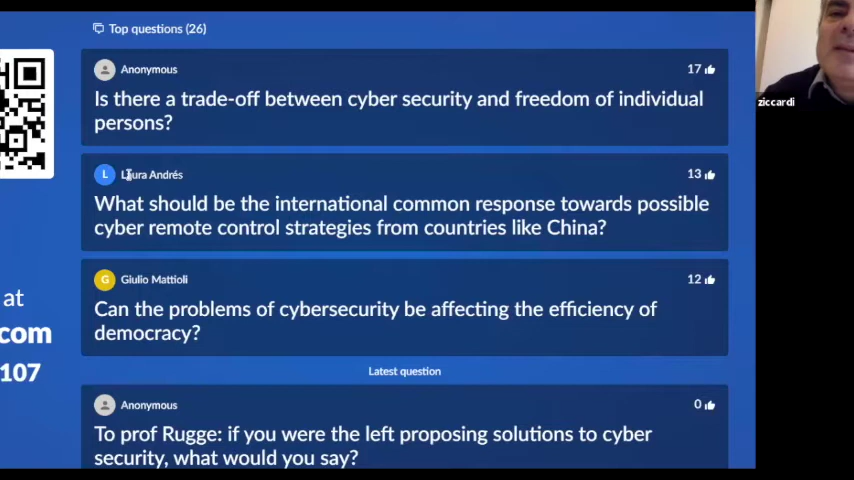 Top questions (26)
Anonymous
17
Is there a trade-off between cyber security and freedom of individual
persons?
ziccardi
L
Laura Andrés
13
What should be the international common response towards possible
cyber remote control strategies from countries like China?
G
Giulio Mattioli
12
Can the problems of cybersecurity be affecting the efficiency of
democracy?
at
.com
107
Latest question
Anonymous
0
To prof Rugge: if you were the left proposing solutions to cyber
security, what would you say?